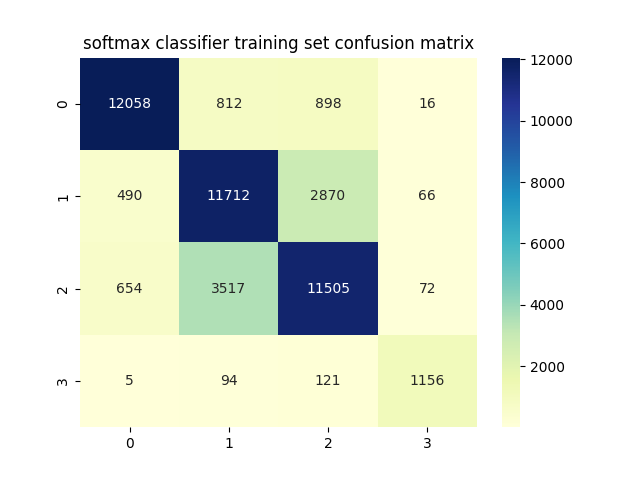 softmax classifier training set confusion matrix
0 12058 812 898 16
1 490 11712 2870 66
2 654 3517 11505 72
3 5 94 121 1156
0 1 2 3
12000
10000
8000
6000
4000
2000